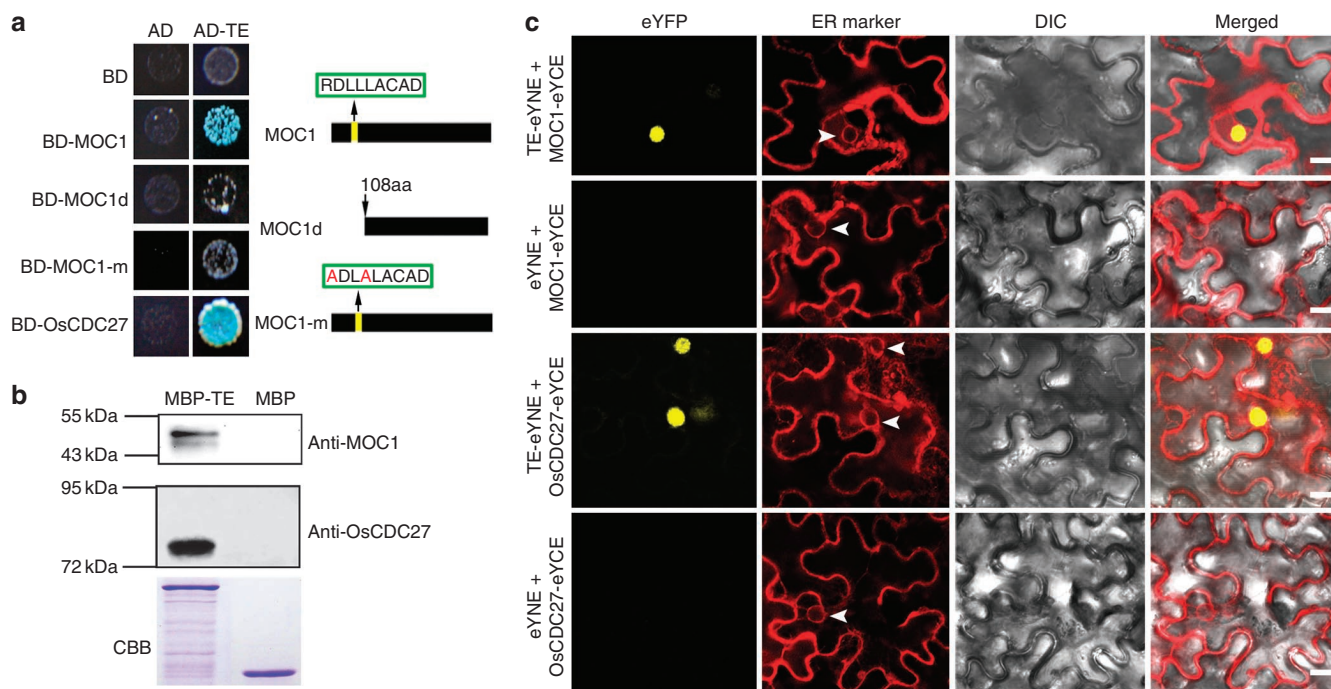 a
AD AD-TE
BD
BD-MOC1
BD-MOC1d
BD-MOC1-m
BD-OsCDC27
RDLLLACAD
MOC1
108aa
MOC1d
ADLALACAD
MOC1-m
b
MBP-TE MBP
55 kDa
43 kDa
Anti-MOC1
95 kDa
72 kDa
Anti-OsCDC27
CBB
c
eYFP ER marker DIC Merged
TE-eYNE +
MOC1-eYCE
eYNE +
MOC1-eYCE
TE-eYNE +
OsCDC27-eYCE
eYNE +
OsCDC27-eYCE